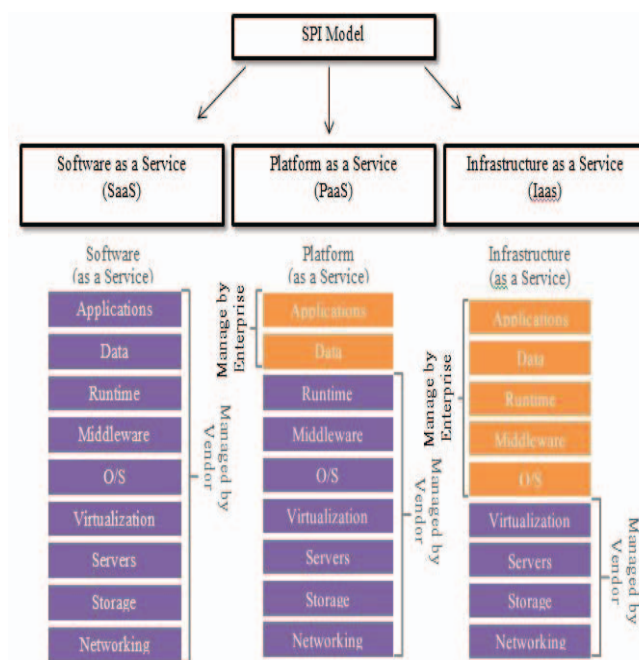 SPI Model
Software as a Service
(SaaS)
Platform as a Service
(PaaS)
Infrastructure as a Service
(Iaas)
Software
(as a Service)
Applications
Data
Runtime
Middleware
O/S
Virtualization
Servers
Storage
Networking
Managed by
Vendor
Platform
(as a Service)
Manage by
Enterprise
Applications
Data
Runtime
Middleware
O/S
Virtualization
Servers
Storage
Networking
Managed by
Vendor
Infrastructure
(as a Service)
Manage by
Enterprise
Applications
Data
Runtime
Middleware
O/S
Virtualization
Servers
Storage
Networking
Managed by
Vendor